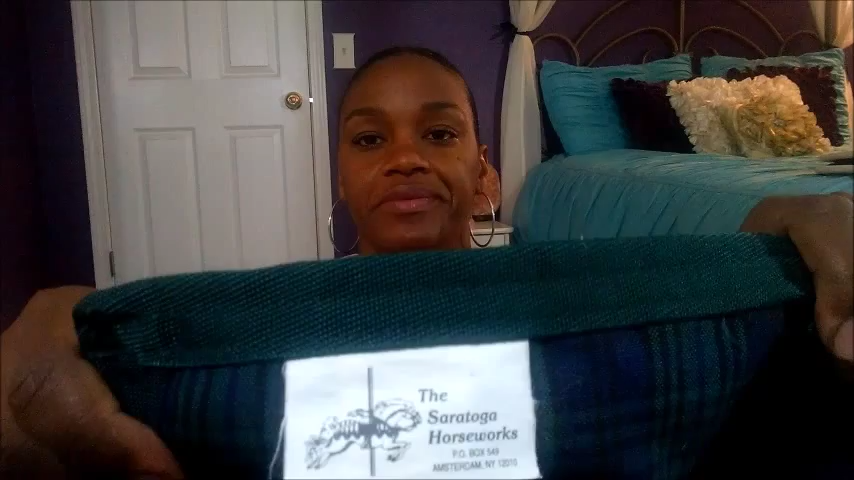 The
Saratoga
Horseworks
P.O. BOX 549
AMSTERDAM, NY 12010